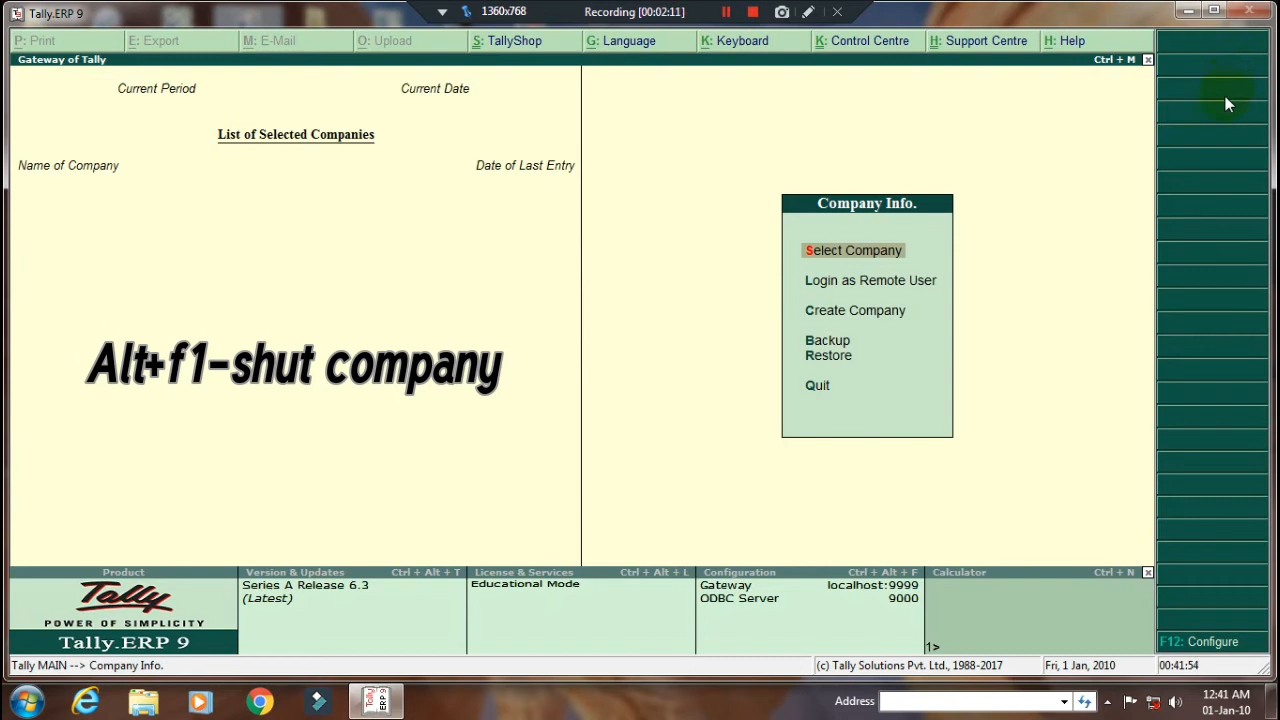 Tally.ERP 9
1360x768
Recording [00:02:11]
P: Print
E: Export
M: E-Mail
O: Upload
S: TallyShop
G: Language
K: Keyboard
K: Control Centre
H: Support Centre
H: Help
Gateway of Tally
Ctrl + M
Current Period
Current Date
List of Selected Companies
Name of Company
Date of Last Entry
Company Info.
Select Company
Login as Remote User
Create Company
Backup
Restore
Quit
Alt+f1-shut company
Product
Tally
POWER OF SIMPLICITY
Tally.ERP 9
Version & Updates
Ctrl + Alt + T
Series A Release 6.3
(Latest)
License & Services
Ctrl + Alt + L
Educational Mode
Configuration
Ctrl + Alt + F
Gateway
localhost:9999
ODBC Server
9000
Calculator
Ctrl + N
1>
F12: Configure
Tally MAIN --> Company Info.
(c) Tally Solutions Pvt. Ltd., 1988-2017
Fri, 1 Jan, 2010
00:41:54
Tally
ERP 9
Address
12:41 AM
01-Jan-10